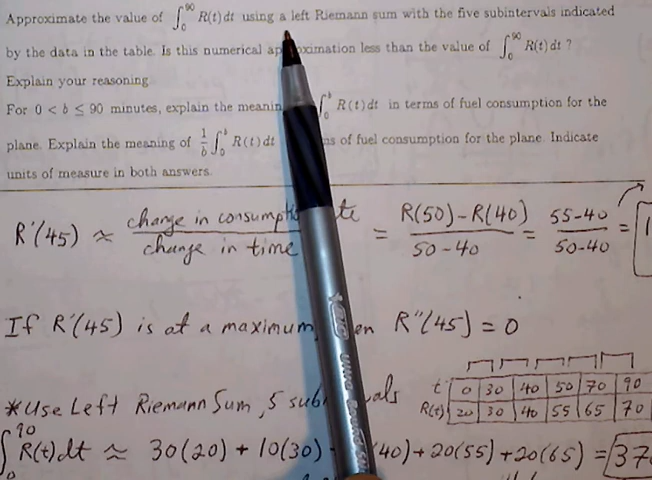 Approximate the value of ∫₀⁹⁰ R(t)dt using a left Riemann sum with the five subintervals indicated
by the data in the table. Is this numerical ap oximation less than the value of ∫₀⁹⁰ R(t)dt ?
Explain your reasoning
For 0 < b ≤ 90 minutes, explain the meanin ∫₀ᵇ R(t)dt in terms of fuel consumption for the
plane. Explain the meaning of 1/b ∫₀ᵇ R(t)dt ms of fuel consumption for the plane. Indicate
units of measure in both answers.
R'(45) ≈ change in consumpt te / change in time = R(50)-R(40) / 50-40 = 55-40 / 50-40 = 1
If R'(45) is at a maximum, en R"(45) = 0
t 0 30 40 50 70 90
*Use Left Riemann Sum, 5 sub vals R(t) 20 30 40 55 65 70
∫₀⁹⁰ R(t)dt ≈ 30(20) + 10(30) (40) + 20(55) + 20(65) = 37